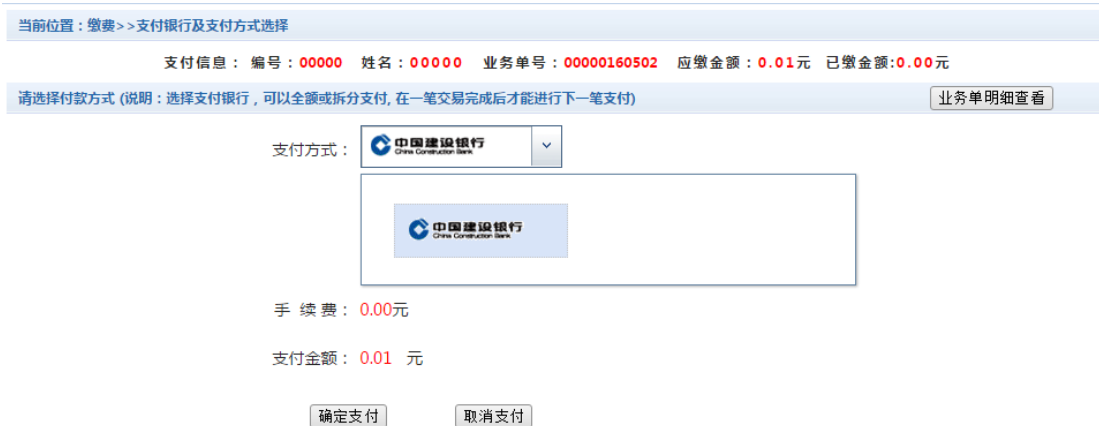 当前位置：缴费>>支付银行及支付方式选择
支付信息： 编号：00000 姓名：00000 业务单号：00000160502 应缴金额：0.01元 已缴金额:0.00元
请选择付款方式 (说明：选择支付银行，可以全额或拆分支付, 在一笔交易完成后才能进行下一笔支付) 业务单明细查看
支付方式： 中国建设银行
China Construction Bank
中国建设银行
China Construction Bank
手 续 费： 0.00元
支付金额： 0.01 元
确定支付 取消支付